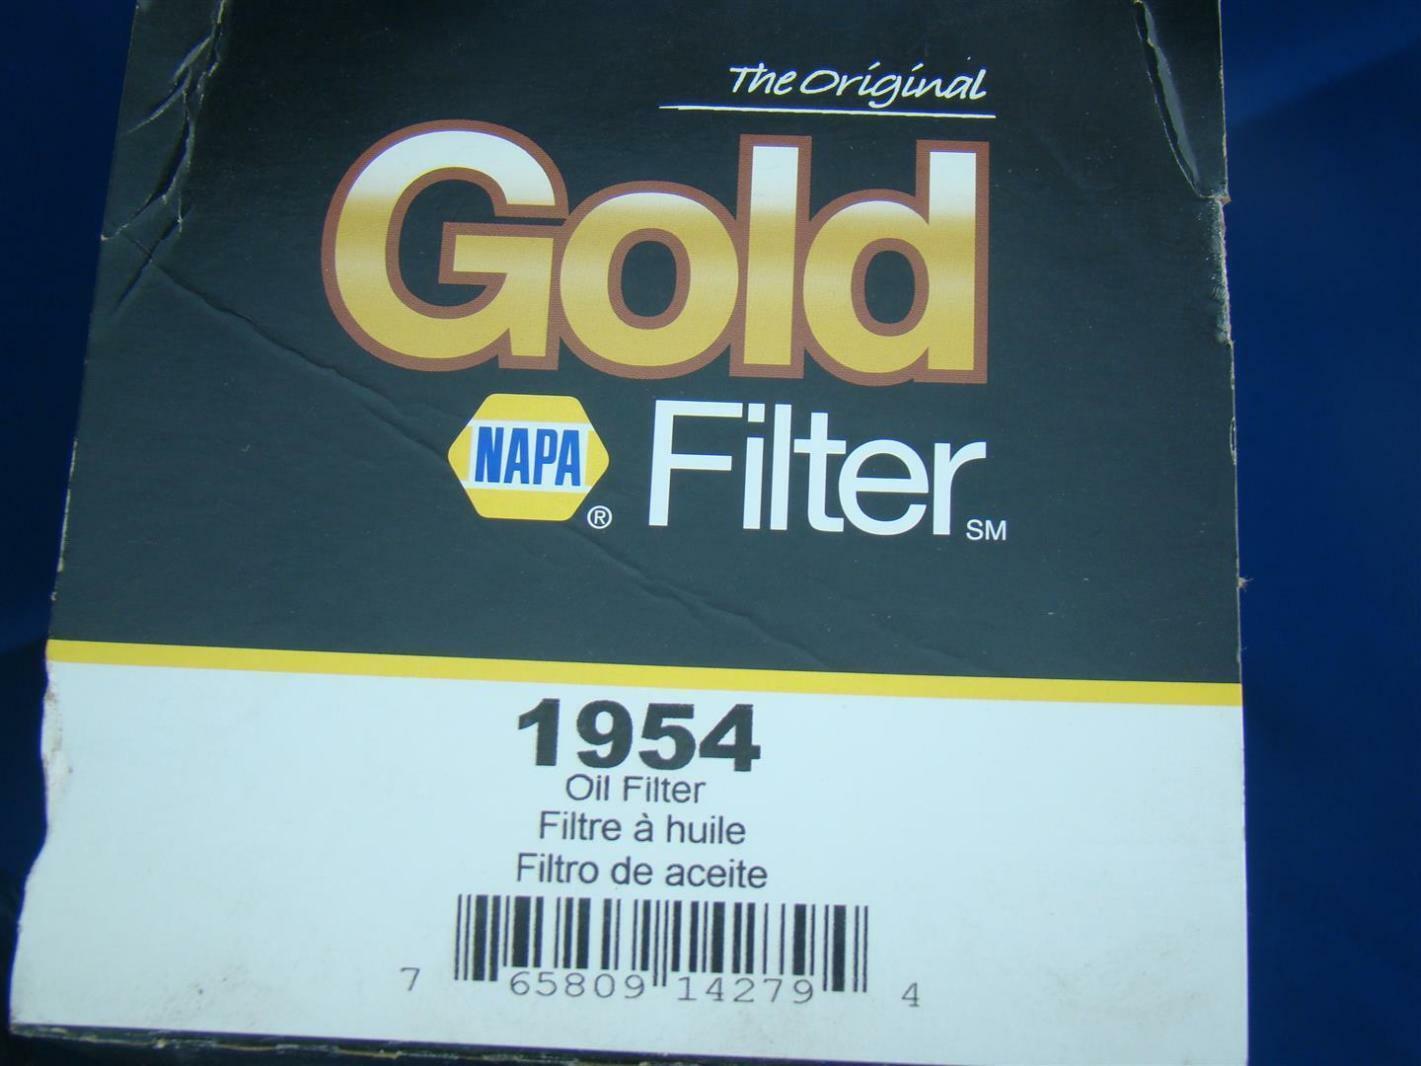 The Original
Gold
NAPA® Filter SM
1954
Oil Filter
Filtre à huile
Filtro de aceite
7 65809 14279 4